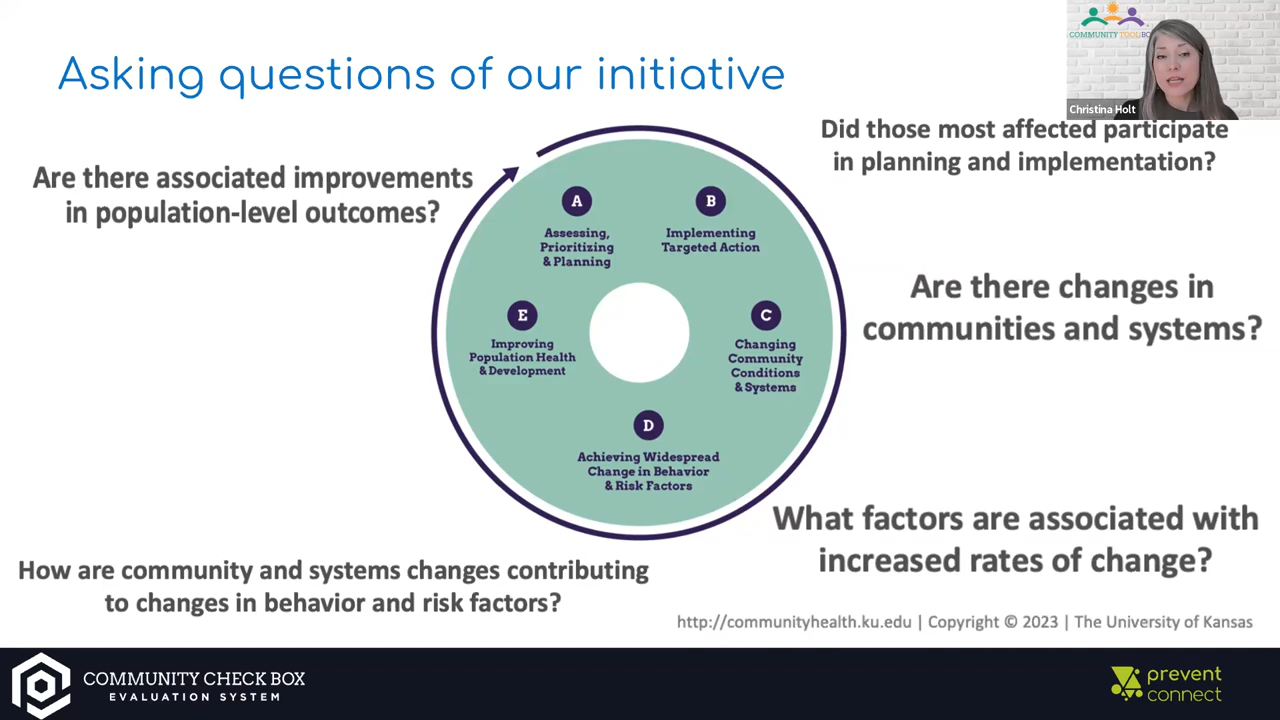 Asking questions of our initiative
COMMUNITY TOOL BO
Christina Holt
Did those most affected participate
in planning and implementation?
Are there associated improvements
in population-level outcomes?
A
Assessing,
Prioritizing
& Planning
B
Implementing
Targeted Action
Are there changes in
communities and systems?
E
Improving
Population Health
& Development
C
Changing
Community
Conditions
& Systems
D
Achieving Widespread
Change in Behavior
& Risk Factors
What factors are associated with
increased rates of change?
How are community and systems changes contributing
to changes in behavior and risk factors?
http://communityhealth.ku.edu | Copyright © 2023 | The University of Kansas
COMMUNITY CHECK BOX
EVALUATION SYSTEM
prevent
connect